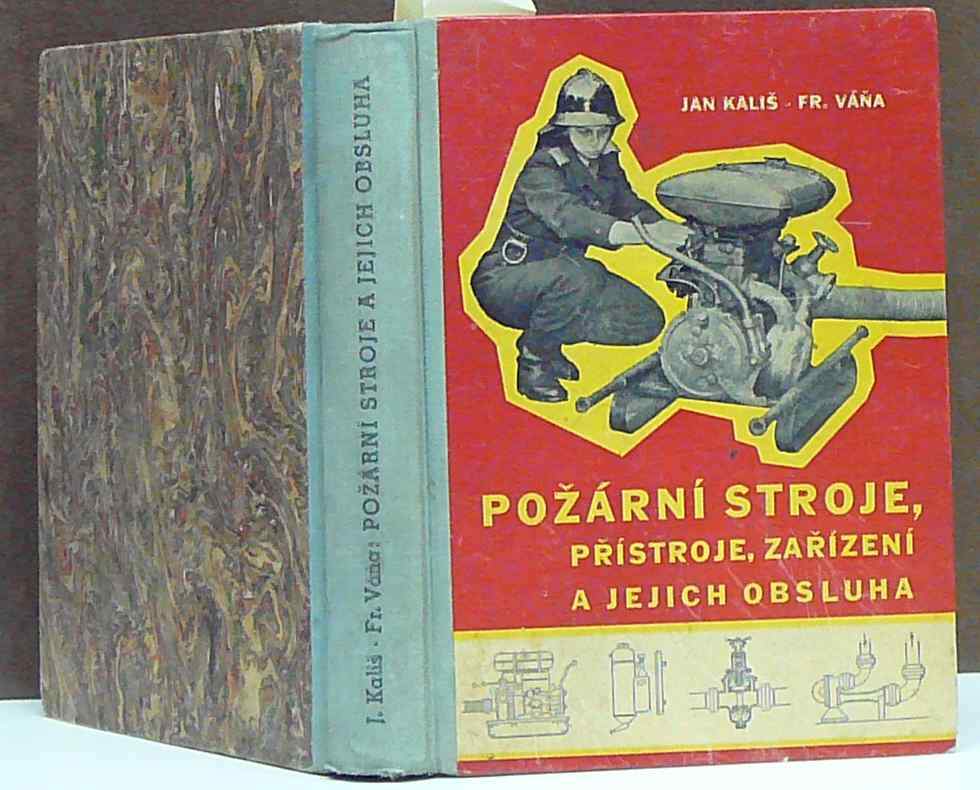 J. Kališ · Fr. Váňa: POŽÁRNÍ STROJE A JEJICH OBSLUHA
JAN KALIŠ · FR. VÁŇA
POŽÁRNÍ STROJE,
PŘÍSTROJE, ZAŘÍZENÍ
A JEJICH OBSLUHA